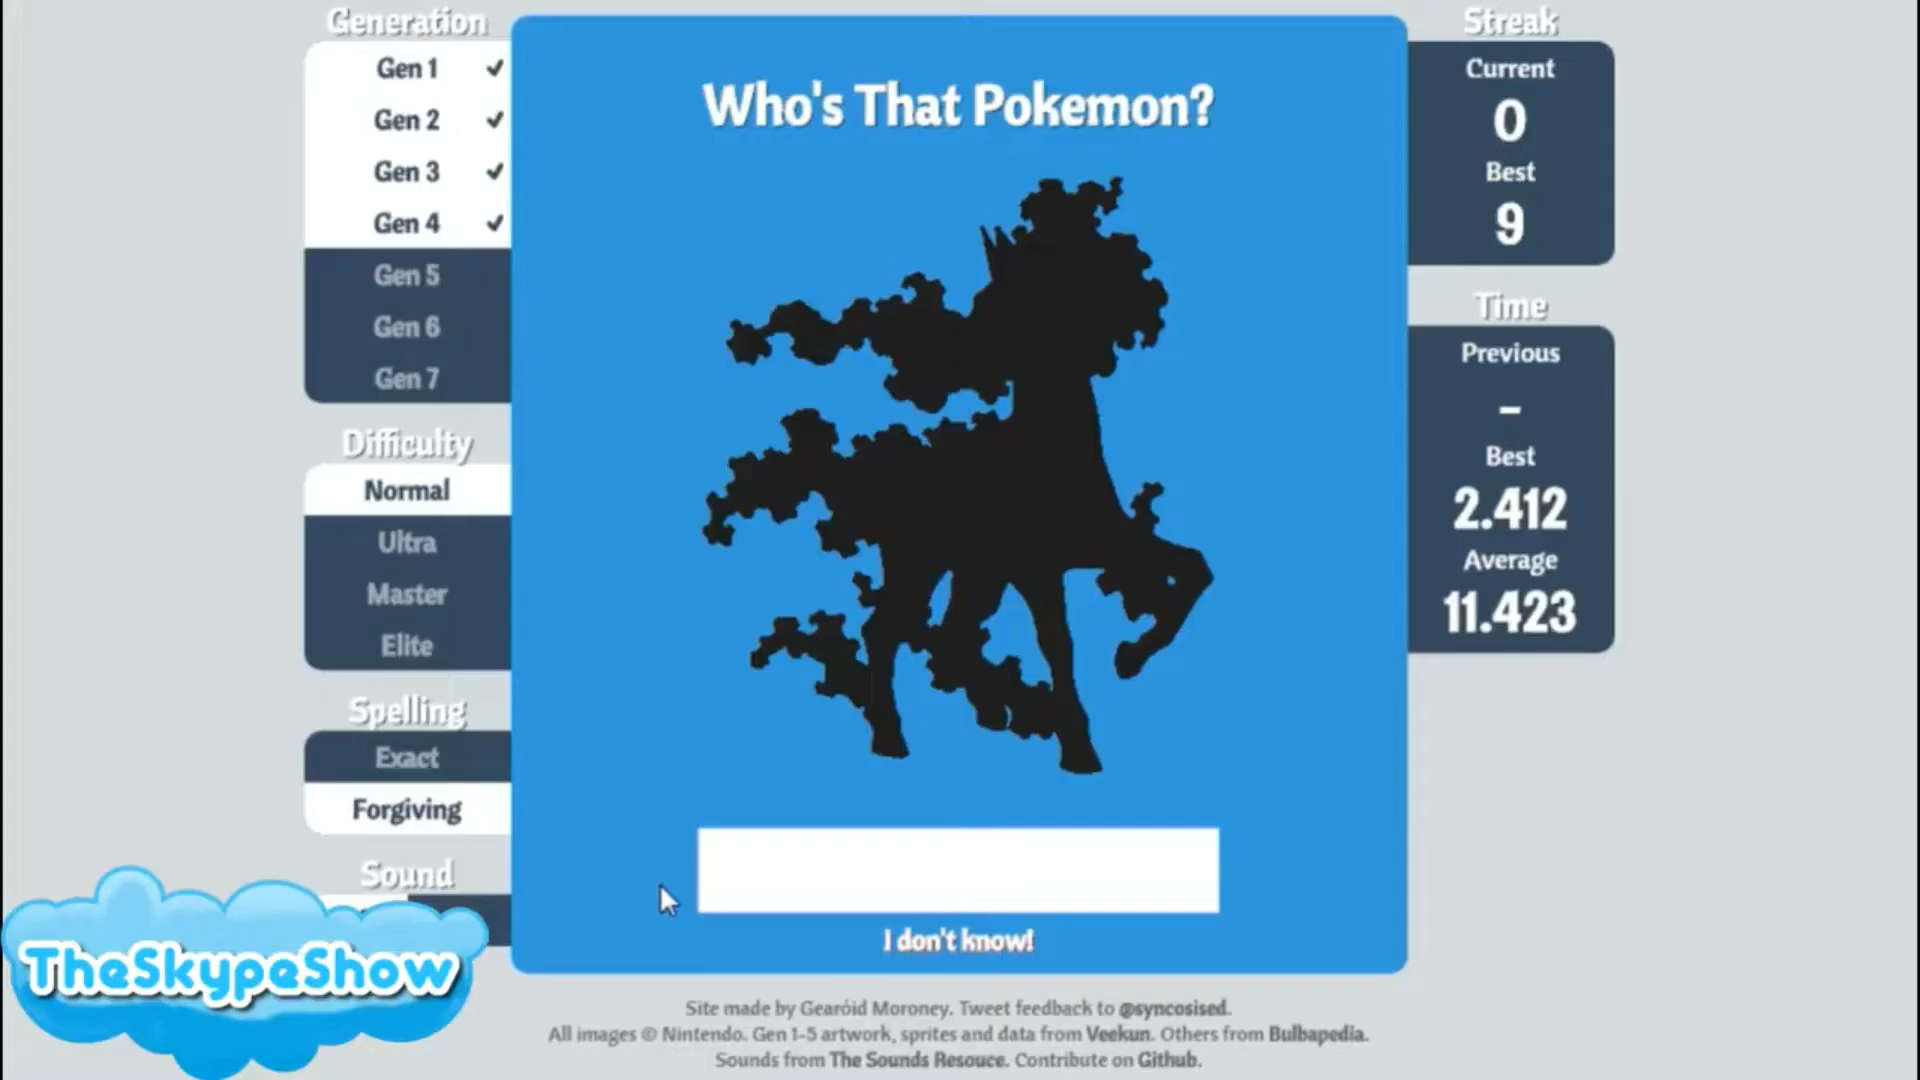 Generation
Gen 1
Gen 2
Gen 3
Gen 4
Gen 5
Gen 6
Gen 7
Difficulty
Normal
Ultra
Master
Elite
Spelling
Exact
Forgiving
Sound
TheSkypeShow
Who's That Pokemon?
I don't know!
Streak
Current
0
Best
9
Time
Previous
-
Best
2.412
Average
11.423
Site made by Gearóid Moroney. Tweet feedback to @syncosised.
All images © Nintendo. Gen 1-5 artwork, sprites and data from Veekun. Others from Bulbapedia.
Sounds from The Sounds Resouce. Contribute on Github.